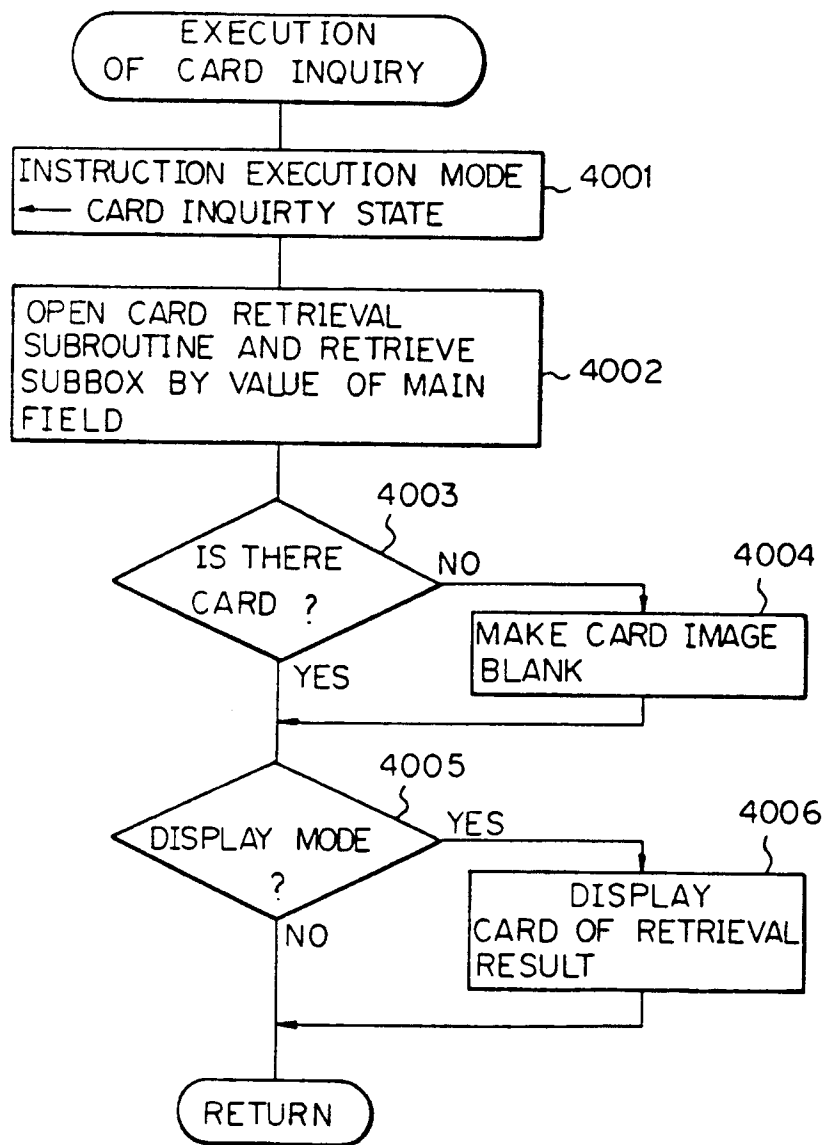 EXECUTION
OF CARD INQUIRY
INSTRUCTION EXECUTION MODE
← CARD INQUIRTY STATE
4001
OPEN CARD RETRIEVAL
SUBROUTINE AND RETRIEVE
SUBBOX BY VALUE OF MAIN
FIELD
4002
4003
IS THERE
CARD ?
NO
YES
4004
MAKE CARD IMAGE
BLANK
4005
DISPLAY MODE
?
YES
NO
4006
DISPLAY
CARD OF RETRIEVAL
RESULT
RETURN